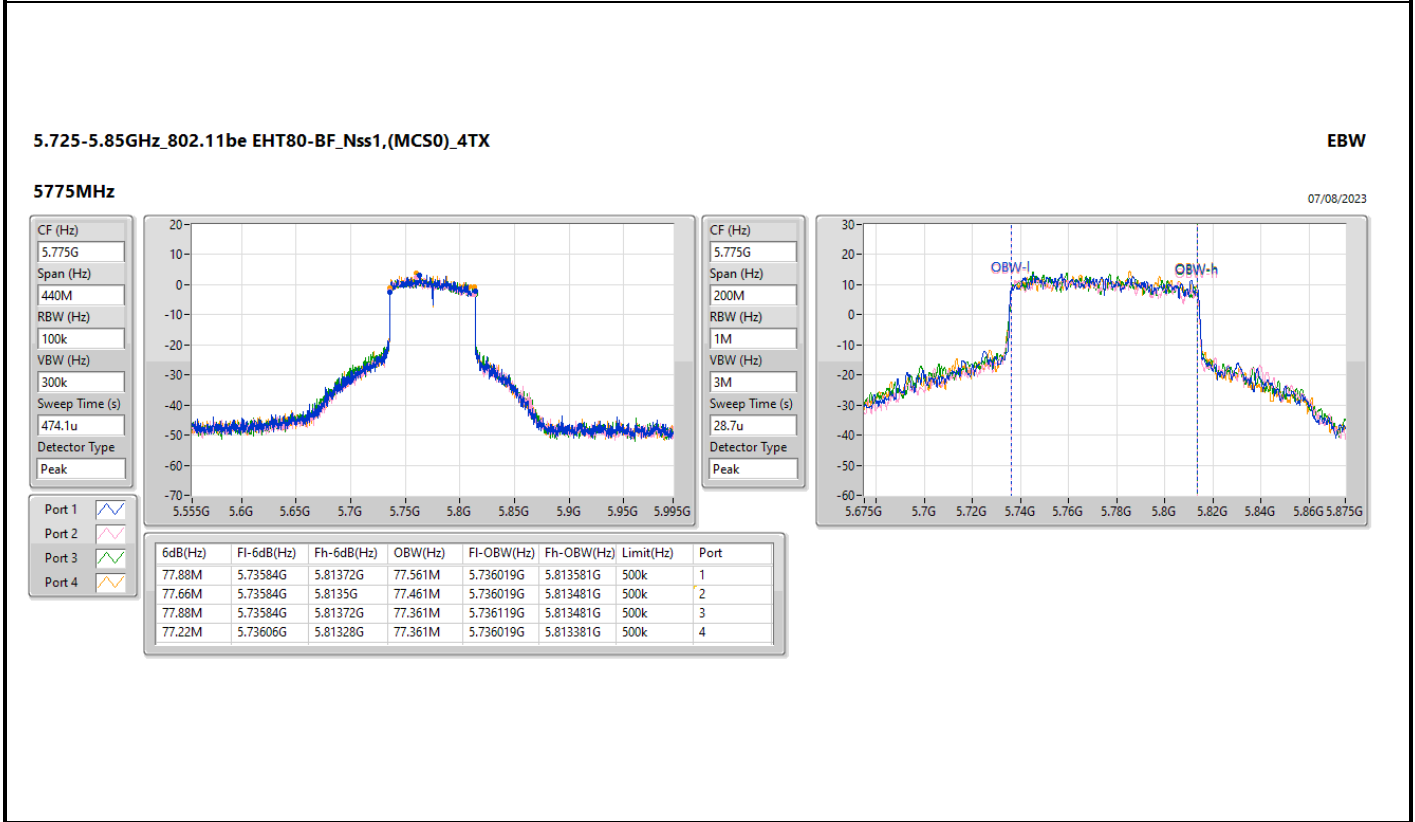 5.725-5.85GHz_802.11be EHT80-BF_Nss1,(MCS0)_4TX
EBW
5775MHz
07/08/2023
CF (Hz)
5.775G
Span (Hz)
440M
RBW (Hz)
100k
VBW (Hz)
300k
Sweep Time (s)
474.1u
Detector Type
Peak
20
10
0
-10
-20
-30
-40
-50
-60
-70
5.555G 5.6G 5.65G 5.7G 5.75G 5.8G 5.85G 5.9G 5.95G 5.995G
CF (Hz)
5.775G
Span (Hz)
200M
RBW (Hz)
1M
VBW (Hz)
3M
Sweep Time (s)
28.7u
Detector Type
Peak
30
20
10
0
-10
-20
-30
-40
-50
-60
OBW-l OBW-h
5.675G 5.7G 5.72G 5.74G 5.76G 5.78G 5.8G 5.82G 5.84G 5.86G 5.875G
Port 1
Port 2
Port 3
Port 4
6dB(Hz) Fl-6dB(Hz) Fh-6dB(Hz) OBW(Hz) Fl-OBW(Hz) Fh-OBW(Hz) Limit(Hz) Port
77.88M 5.73584G 5.81372G 77.561M 5.736019G 5.813581G 500k 1
77.66M 5.73584G 5.8135G 77.461M 5.736019G 5.813481G 500k 2
77.88M 5.73584G 5.81372G 77.361M 5.736119G 5.813481G 500k 3
77.22M 5.73606G 5.81328G 77.361M 5.736019G 5.813381G 500k 4